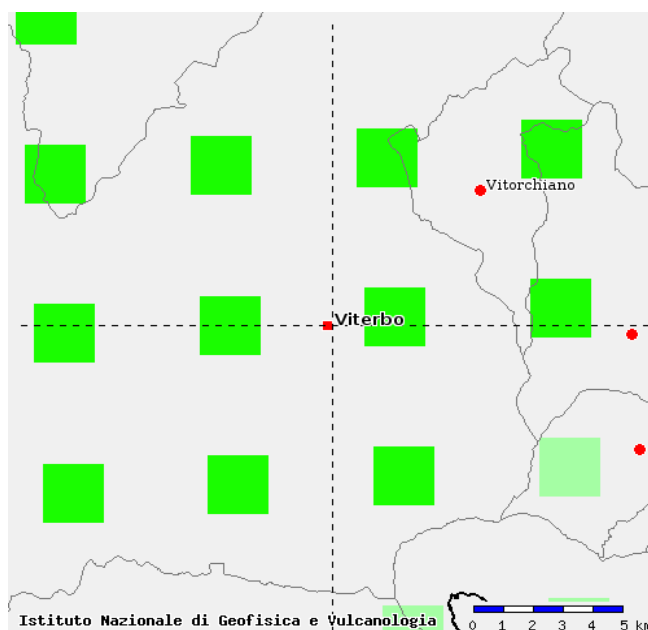 Vitorchiano
Viterbo
Istituto Nazionale di Geofisica e Vulcanologia
0 1 2 3 4 5 km